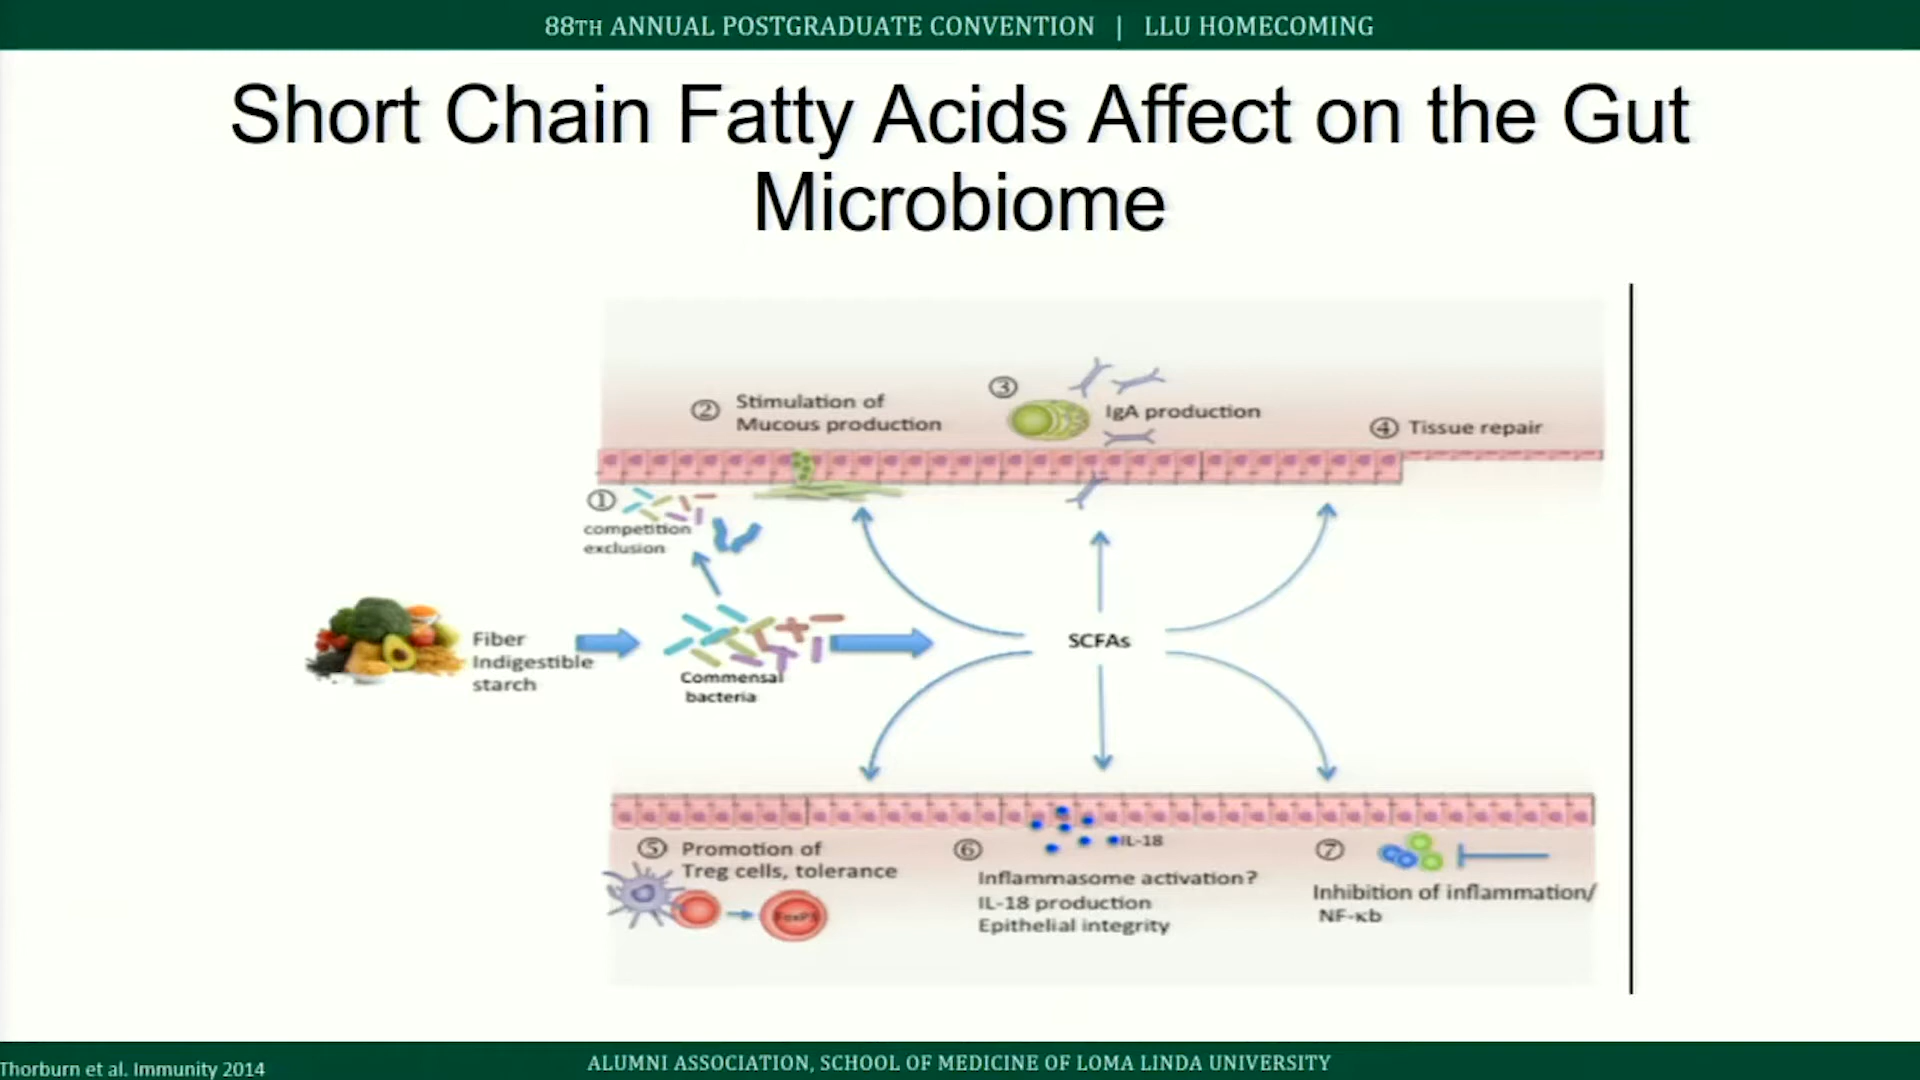 88TH ANNUAL POSTGRADUATE CONVENTION | LLU HOMECOMING
Short Chain Fatty Acids Affect on the Gut
Microbiome
② Stimulation of
Mucous production
③
IgA production
④ Tissue repair
①
competition
exclusion
Fiber
Indigestible
starch
Commensal
bacteria
SCFAs
⑤ Promotion of
Treg cells, tolerance
FoxP3
⑥
IL-18
Inflammasome activation?
IL-18 production
Epithelial integrity
⑦
Inhibition of inflammation/
NF-κb
Thorburn et al. Immunity 2014
ALUMNI ASSOCIATION, SCHOOL OF MEDICINE OF LOMA LINDA UNIVERSITY